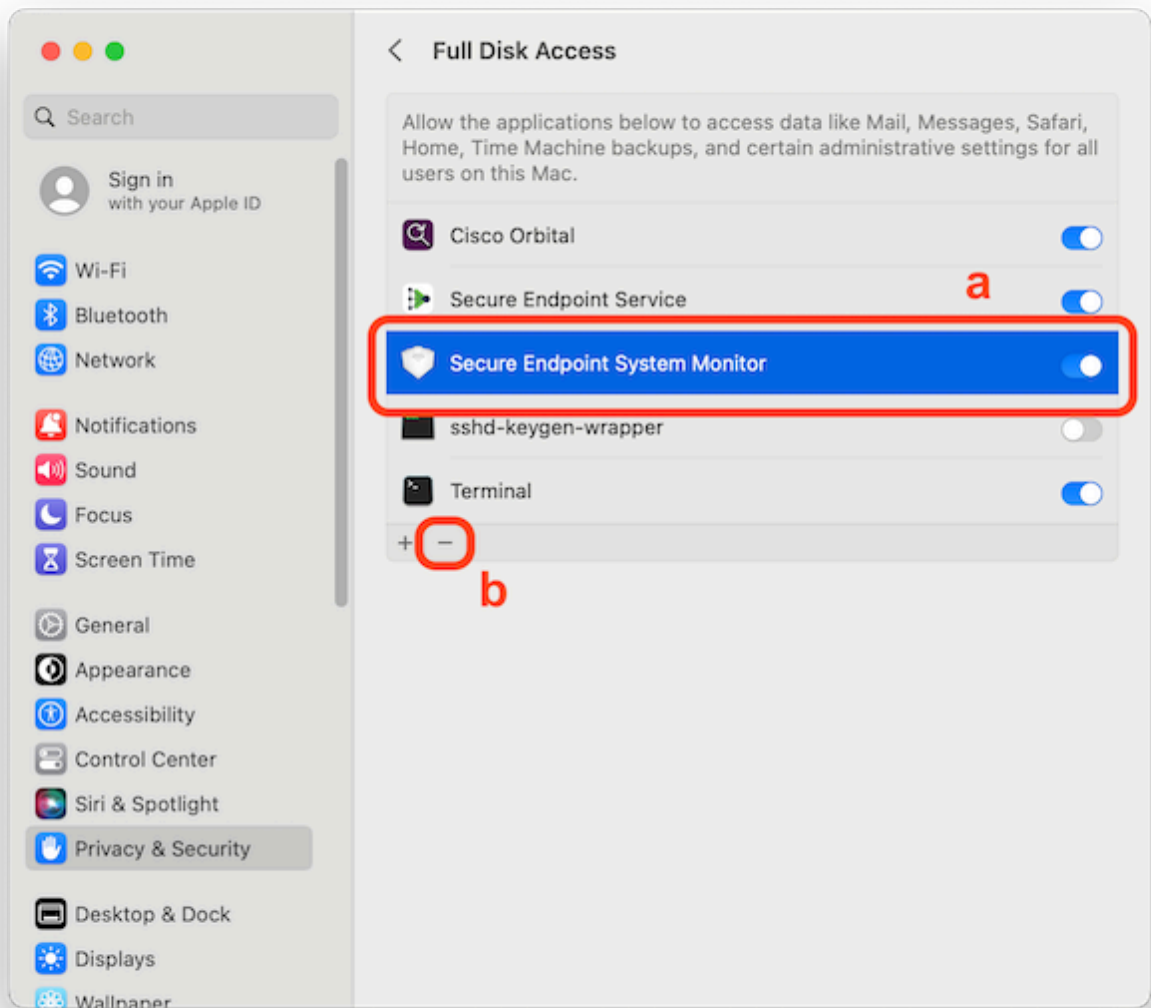 Full Disk Access
Search
Sign in
with your Apple ID
Wi-Fi
Bluetooth
Network
Notifications
Sound
Focus
Screen Time
General
Appearance
Accessibility
Control Center
Siri & Spotlight
Privacy & Security
Desktop & Dock
Displays
Wallpaper
Allow the applications below to access data like Mail, Messages, Safari,
Home, Time Machine backups, and certain administrative settings for all
users on this Mac.
Cisco Orbital
a
Secure Endpoint Service
Secure Endpoint System Monitor
sshd-keygen-wrapper
Terminal
+ −
b